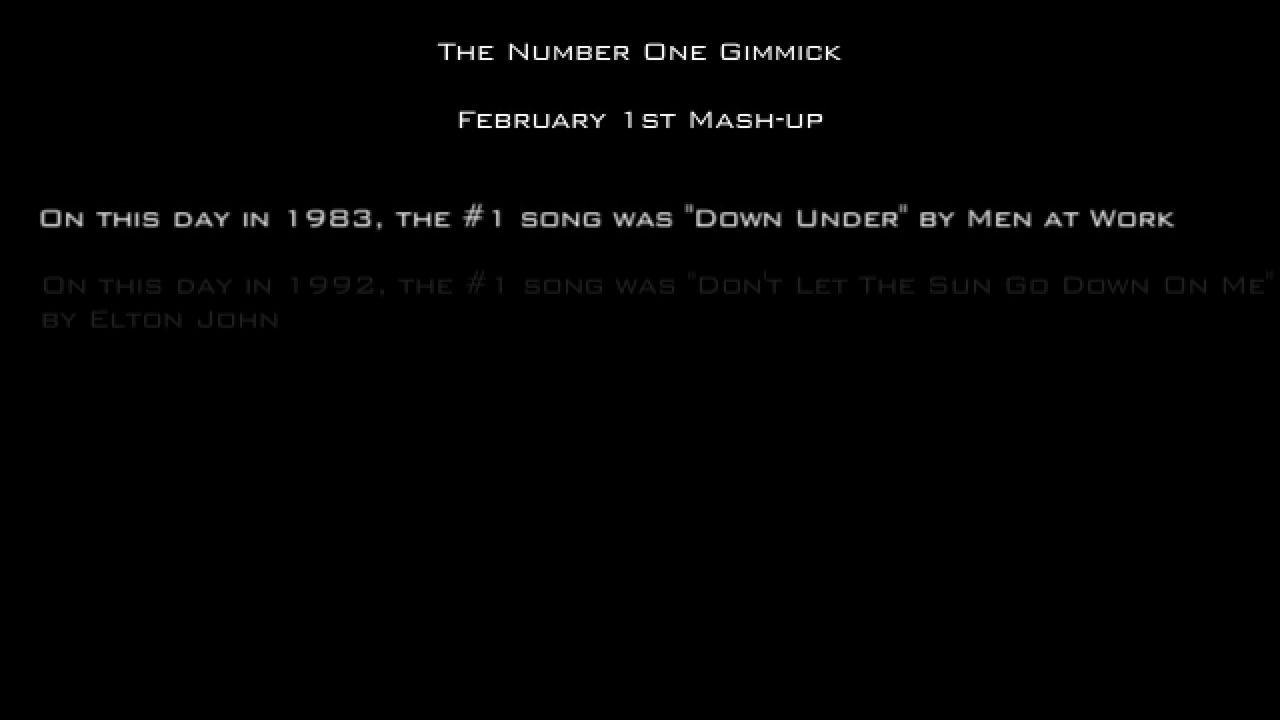 The Number One Gimmick
February 1st Mash-up
On this day in 1983, the #1 song was "Down Under" by Men at Work
On this day in 1992, the #1 song was "Don't Let The Sun Go Down On Me"
by Elton John